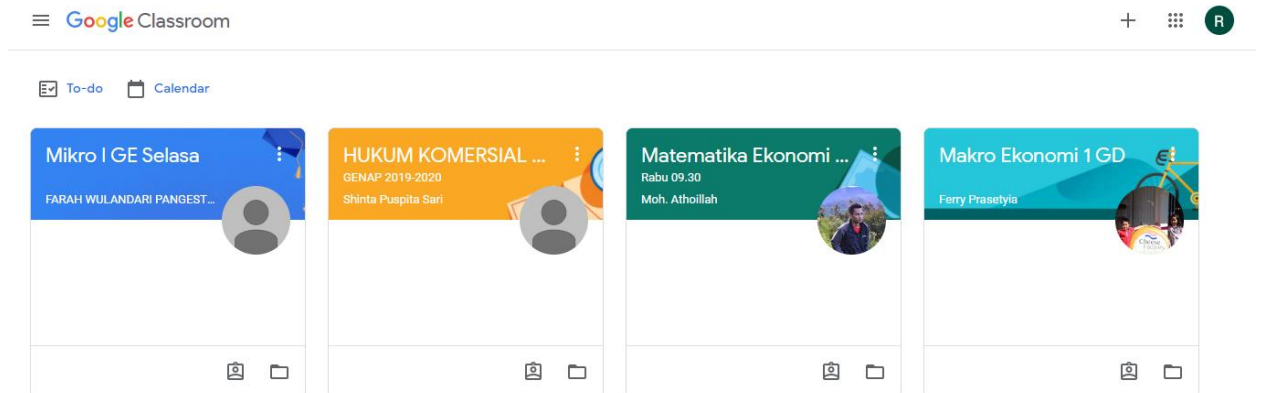 Google Classroom
R
To-do Calendar
Mikro I GE Selasa
FARAH WULANDARI PANGEST...
HUKUM KOMERSIAL ...
GENAP 2019-2020
Shinta Puspita Sari
Matematika Ekonomi ...
Rabu 09.30
Moh. Athoillah
Makro Ekonomi 1 GD
Ferry Prasetyia
Cheese